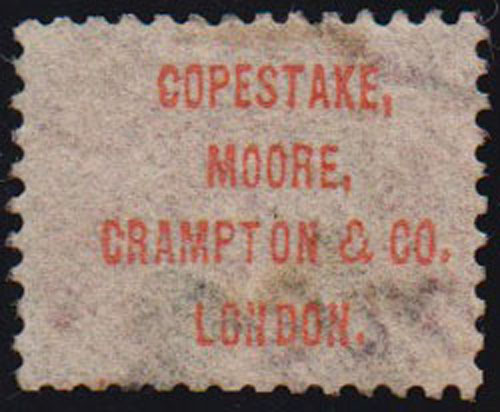 COPESTAKE,
MOORE,
CRAMPTON & CO.
LONDON.